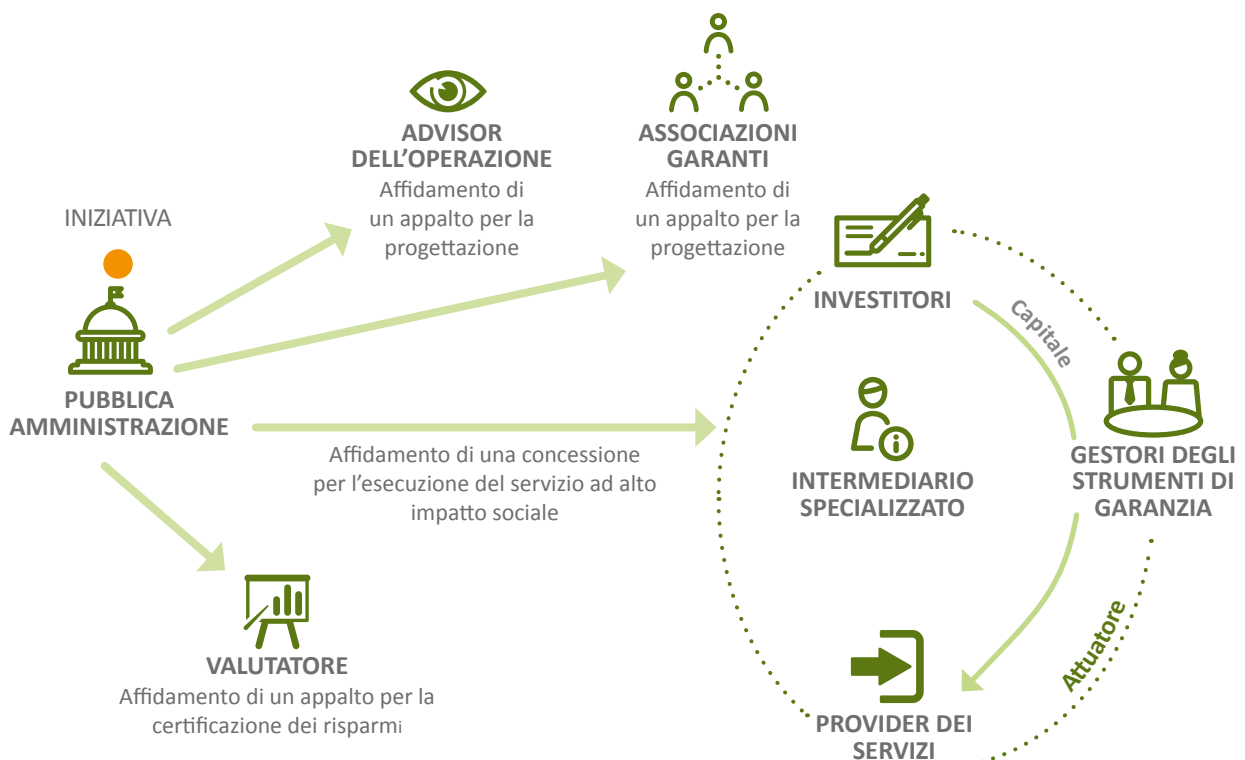 INIZIATIVA
PUBBLICA
AMMINISTRAZIONE
ADVISOR
DELL'OPERAZIONE
Affidamento di
un appalto per la
progettazione
ASSOCIAZIONI
GARANTI
Affidamento di
un appalto per la
progettazione
Affidamento di una concessione
per l'esecuzione del servizio ad alto
impatto sociale
VALUTATORE
Affidamento di un appalto per la
certificazione dei risparmi
INVESTITORI
Capitale
INTERMEDIARIO
SPECIALIZZATO
GESTORI DEGLI
STRUMENTI DI
GARANZIA
Attuatore
PROVIDER DEI
SERVIZI